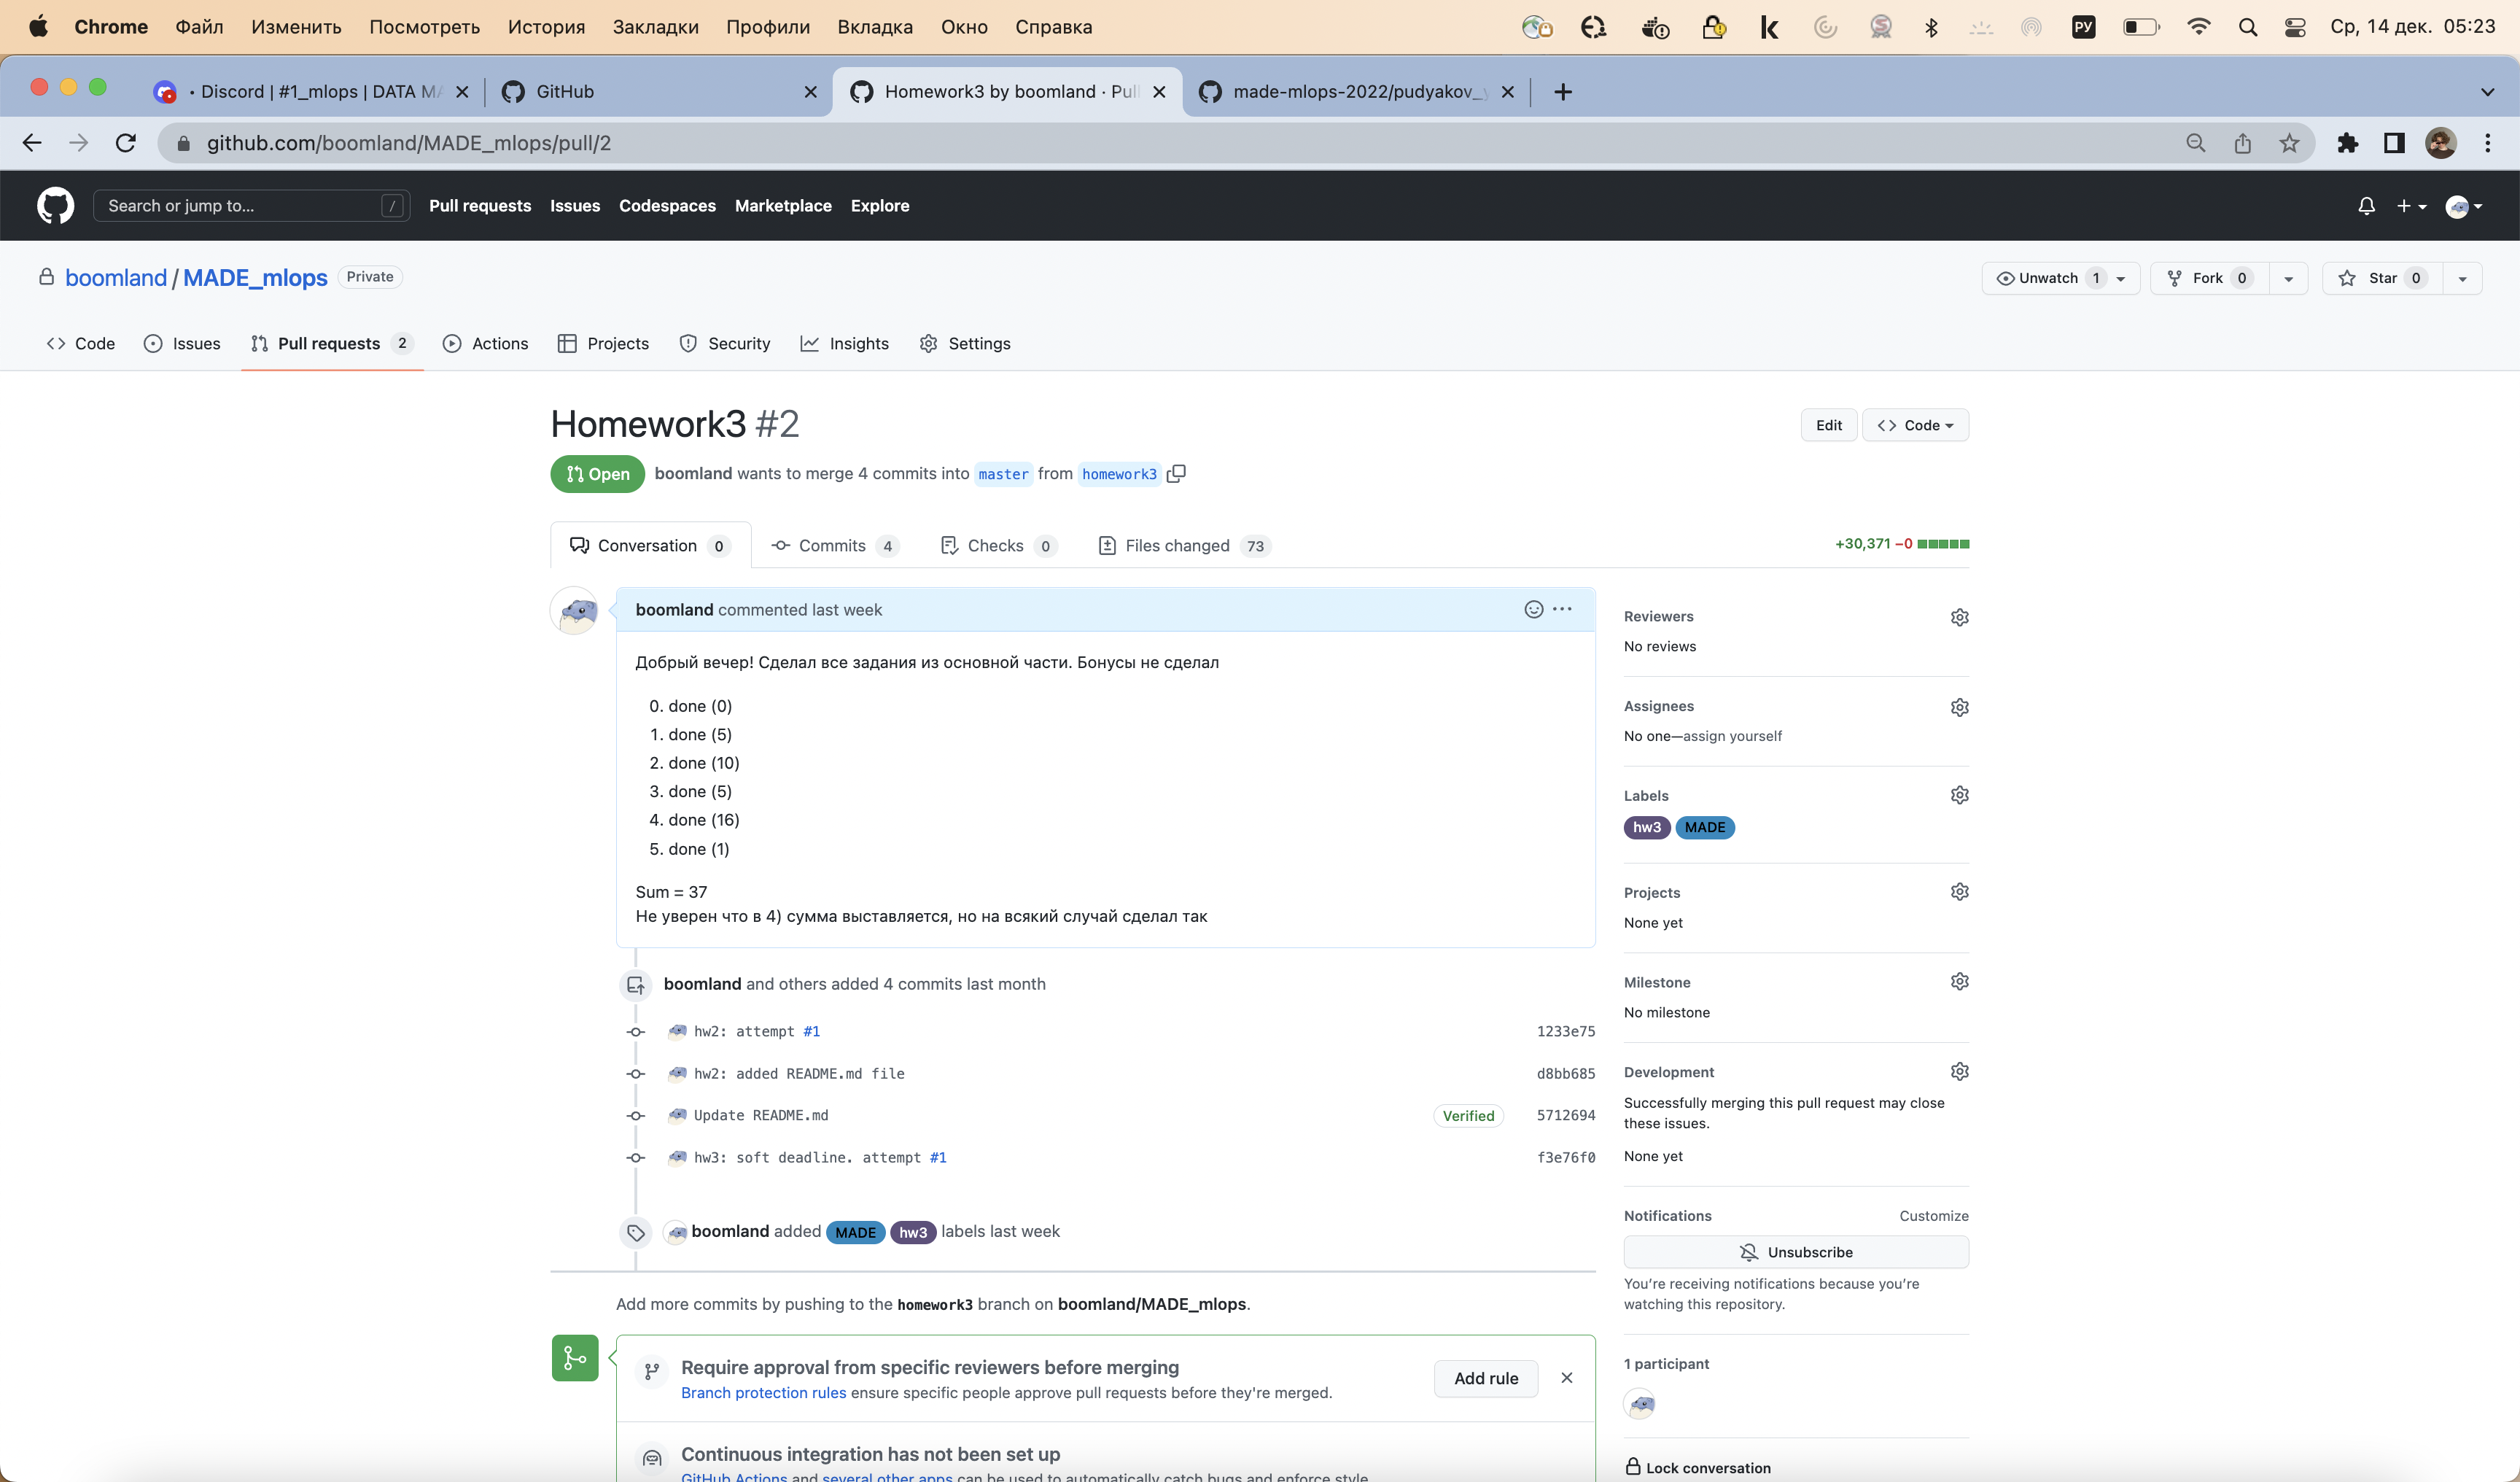 Chrome Файл Изменить Посмотреть История Закладки Профили Вкладка Окно Справка РУ Ср, 14 дек. 05:23
• Discord | #1_mlops | DATA GitHub Homework3 by boomland · Pull made-mlops-2022/pudyakov_
github.com/boomland/MADE_mlops/pull/2
Search or jump to... / Pull requests Issues Codespaces Marketplace Explore
boomland / MADE_mlops Private Unwatch 1 Fork 0 Star 0
Code Issues Pull requests 2 Actions Projects Security Insights Settings
Homework3 #2 Edit Code
Open boomland wants to merge 4 commits into master from homework3
Conversation 0 Commits 4 Checks 0 Files changed 73 +30,371 −0
boomland commented last week
Добрый вечер! Сделал все задания из основной части. Бонусы не сделал
0. done (0)
1. done (5)
2. done (10)
3. done (5)
4. done (16)
5. done (1)
Sum = 37
Не уверен что в 4) сумма выставляется, но на всякий случай сделал так
boomland and others added 4 commits last month
hw2: attempt #1 1233e75
hw2: added README.md file d8bb685
Update README.md Verified 5712694
hw3: soft deadline. attempt #1 f3e76f0
boomland added MADE hw3 labels last week
Add more commits by pushing to the homework3 branch on boomland/MADE_mlops.
Require approval from specific reviewers before merging
Branch protection rules ensure specific people approve pull requests before they're merged.
Add rule
Continuous integration has not been set up
GitHub Actions and several other apps can be used to automatically catch bugs and enforce style.
Reviewers
No reviews
Assignees
No one—assign yourself
Labels
hw3 MADE
Projects
None yet
Milestone
No milestone
Development
Successfully merging this pull request may close
these issues.
None yet
Notifications Customize
Unsubscribe
You're receiving notifications because you're
watching this repository.
1 participant
Lock conversation